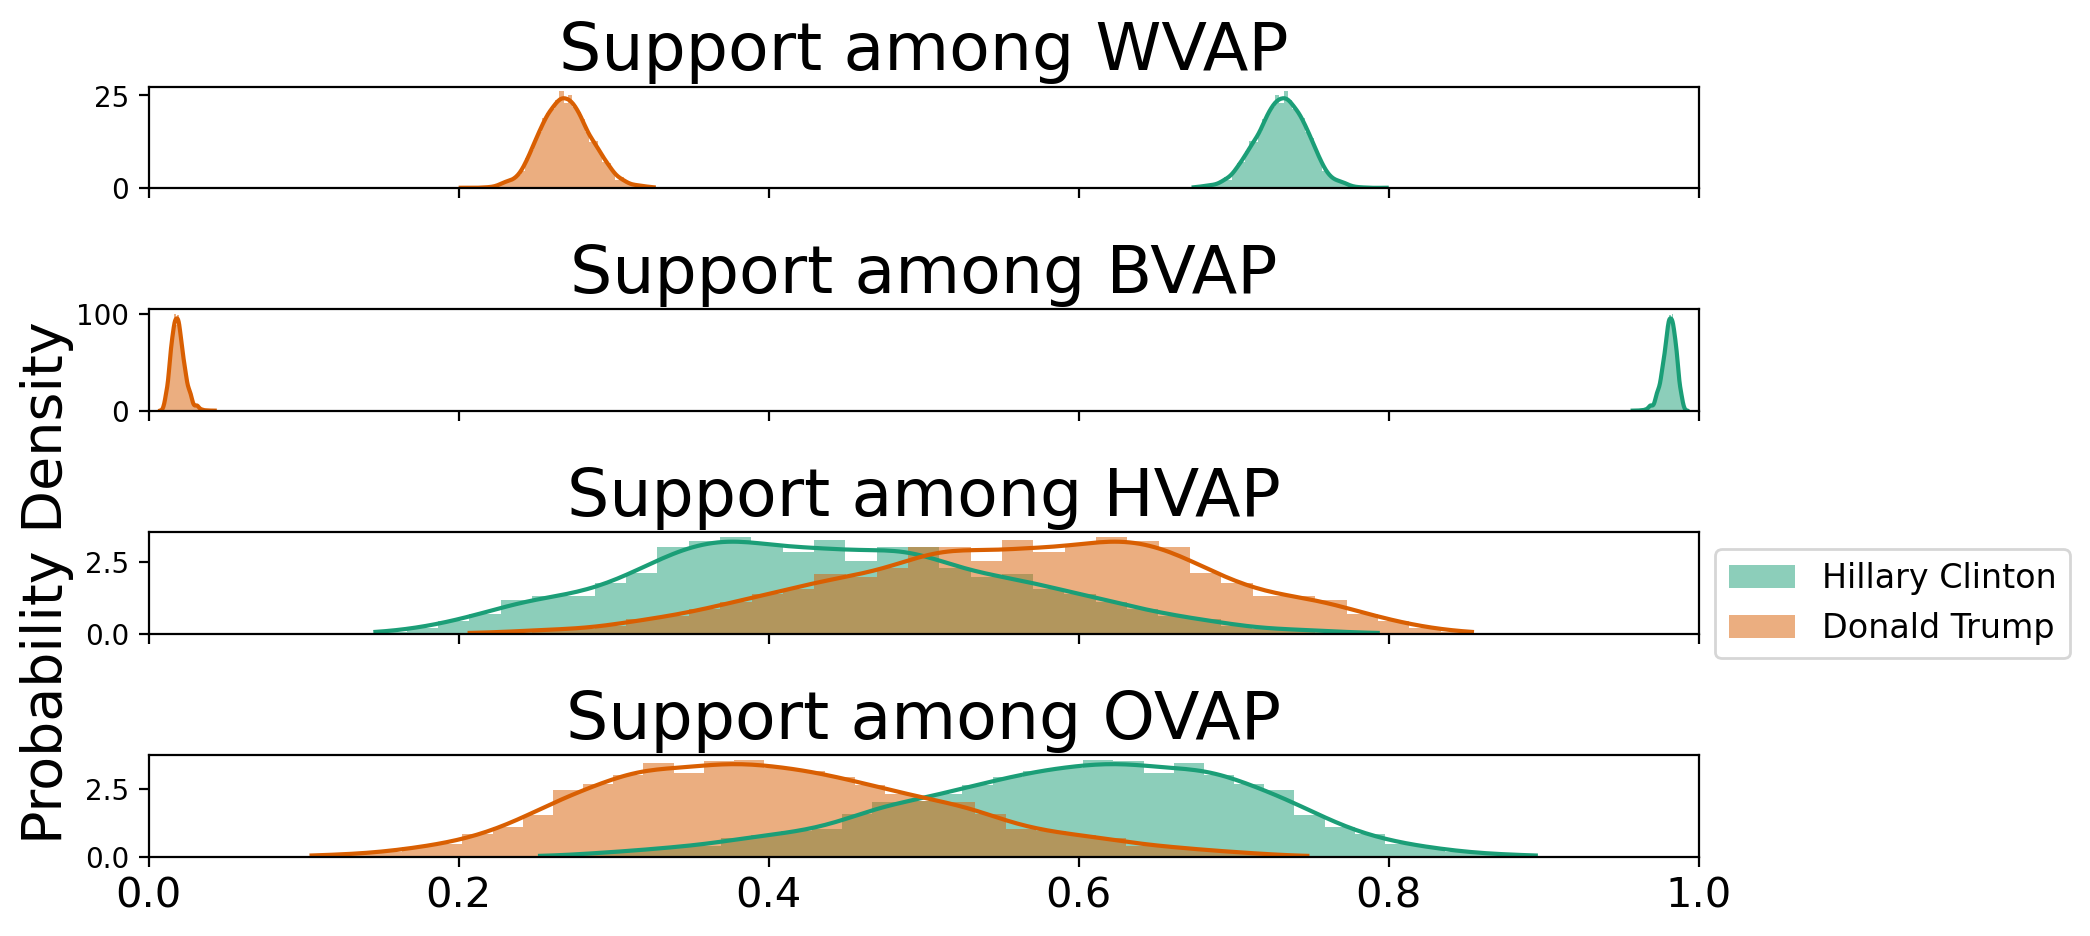 Support among WVAP
25
0
Support among BVAP
100
0
Support among HVAP
2.5
0.0
Support among OVAP
2.5
0.0
0.0 0.2 0.4 0.6 0.8 1.0
Probability Density
Hillary Clinton
Donald Trump